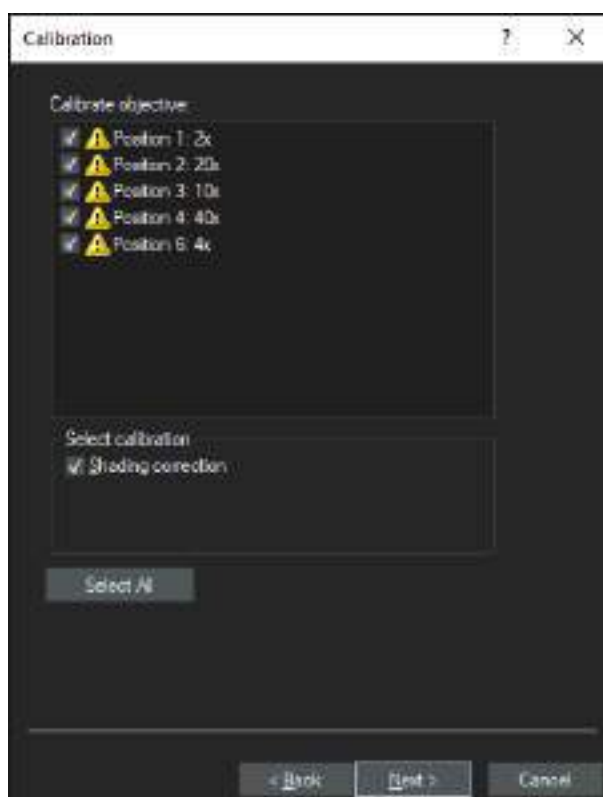 Calibration
?
Calibrate objective
Position 1: 2x
Position 2: 20x
Position 3: 10x
Position 4: 40x
Position 6: 4x
Select calibration
Shading correction
Select All
< Back Next > Cancel